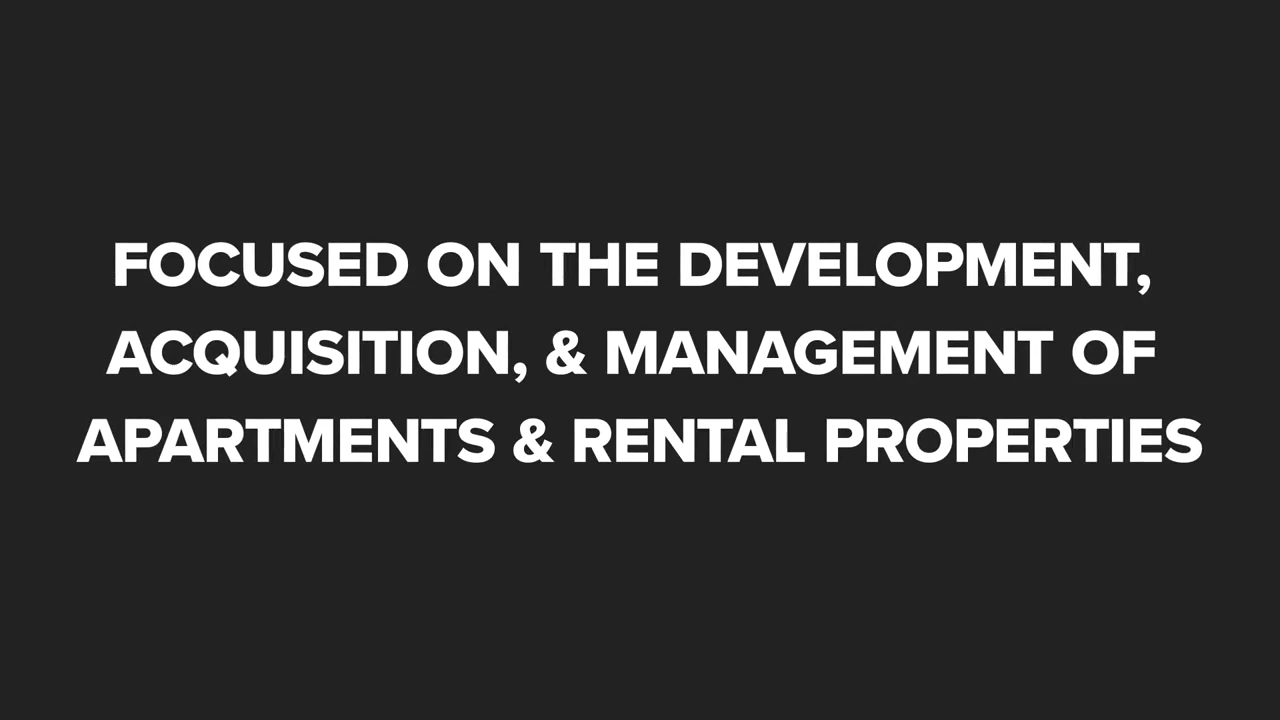 FOCUSED ON THE DEVELOPMENT,
ACQUISITION, & MANAGEMENT OF
APARTMENTS & RENTAL PROPERTIES